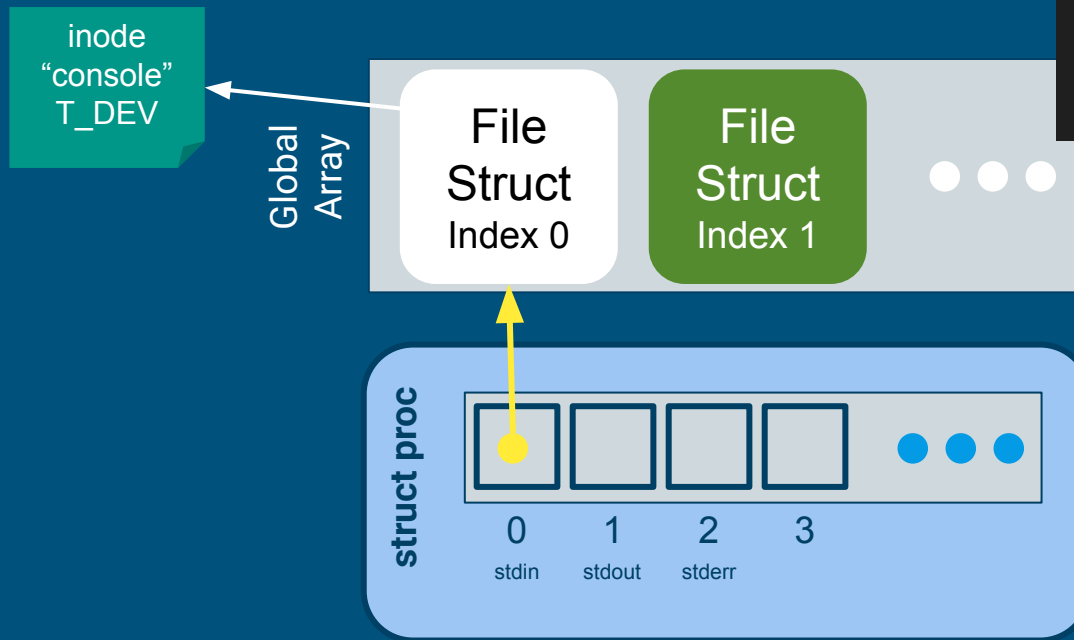 inode
“console”
T_DEV
Global
Array
File
Struct
Index 0
File
Struct
Index 1
struct proc
0
1
2
3
stdin
stdout
stderr